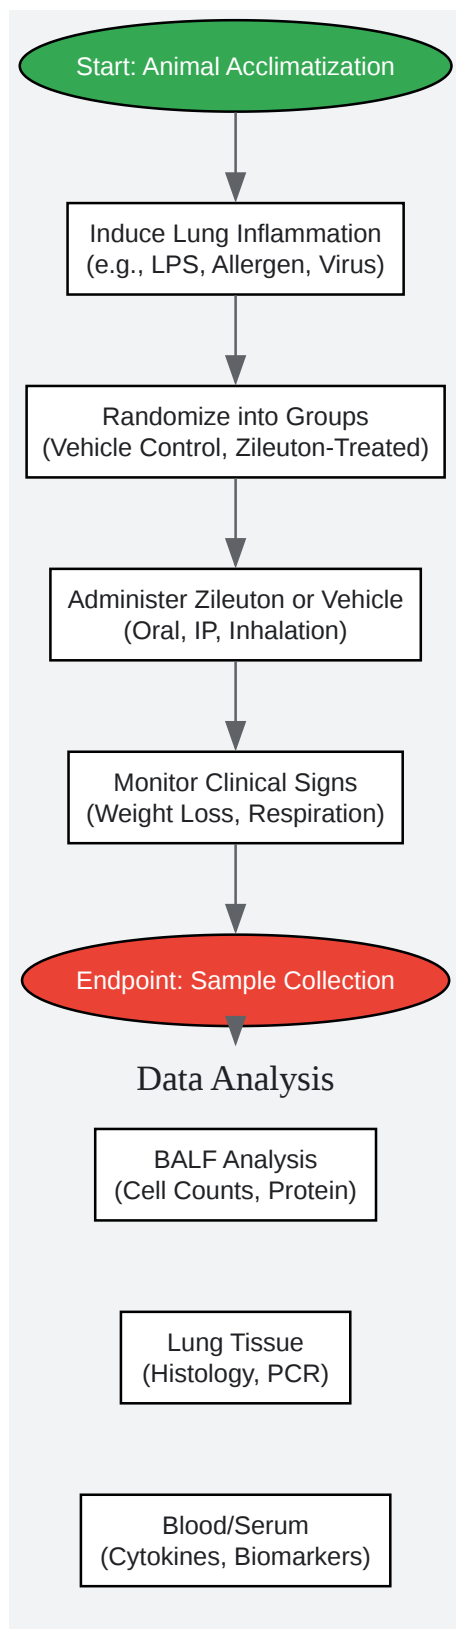 Start: Animal Acclimatization
Induce Lung Inflammation
(e.g., LPS, Allergen, Virus)
Randomize into Groups
(Vehicle Control, Zileuton-Treated)
Administer Zileuton or Vehicle
(Oral, IP, Inhalation)
Monitor Clinical Signs
(Weight Loss, Respiration)
Endpoint: Sample Collection
Data Analysis
BALF Analysis
(Cell Counts, Protein)
Lung Tissue
(Histology, PCR)
Blood/Serum
(Cytokines, Biomarkers)